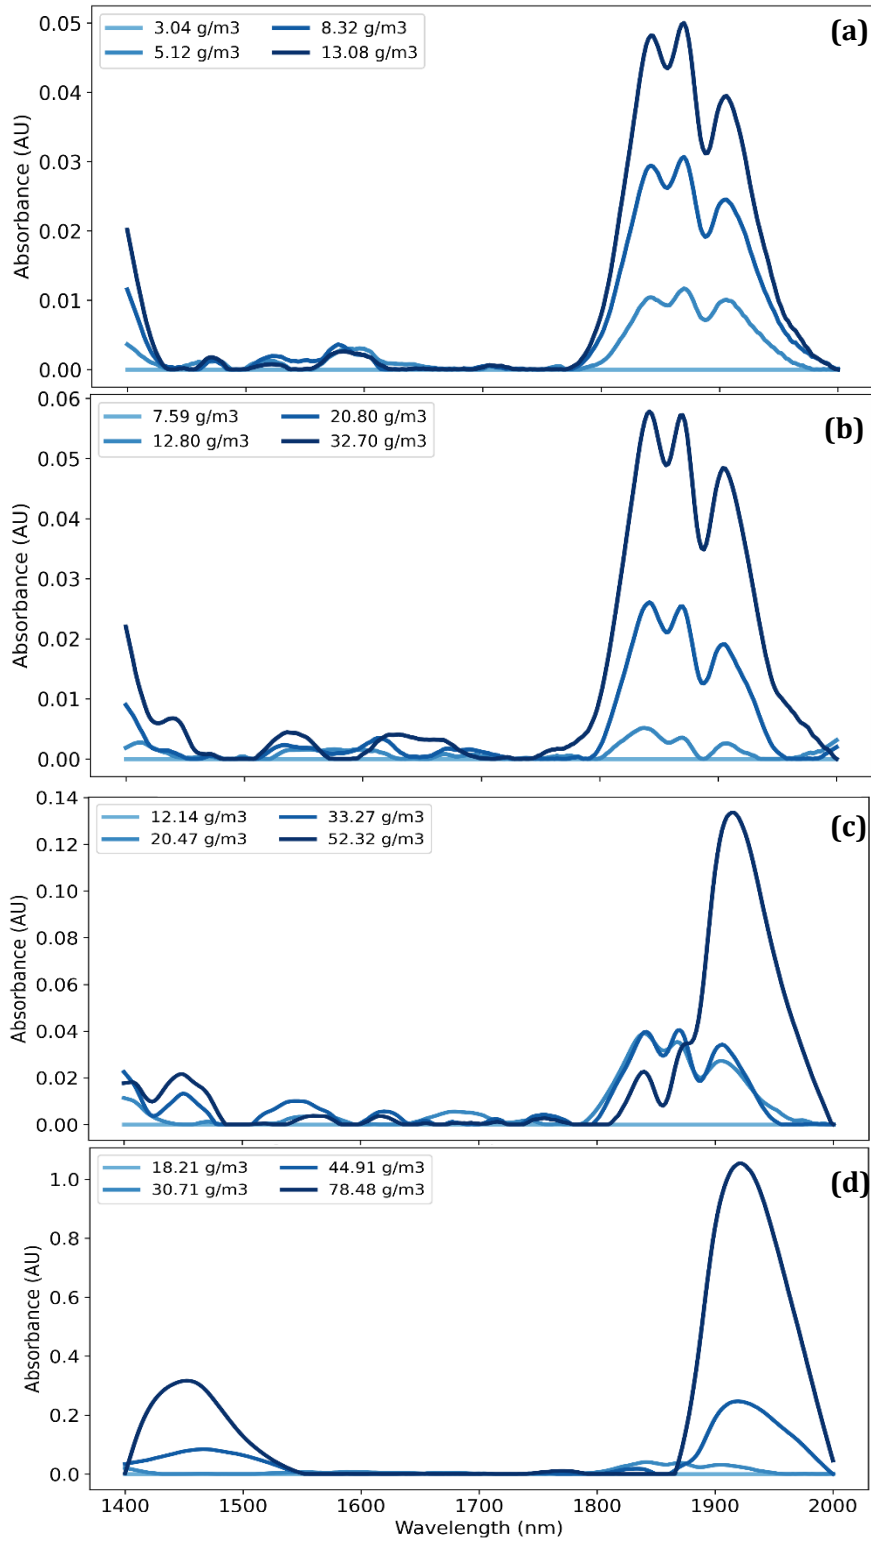 3.04 g/m3 8.32 g/m3
5.12 g/m3 13.08 g/m3
(a)
0.05
0.04
0.03
0.02
0.01
0.00
Absorbance (AU)
7.59 g/m3 20.80 g/m3
12.80 g/m3 32.70 g/m3
(b)
0.06
0.05
0.04
0.03
0.02
0.01
0.00
Absorbance (AU)
12.14 g/m3 33.27 g/m3
20.47 g/m3 52.32 g/m3
(c)
0.14
0.12
0.10
0.08
0.06
0.04
0.02
0.00
Absorbance (AU)
18.21 g/m3 44.91 g/m3
30.71 g/m3 78.48 g/m3
(d)
1.0
0.8
0.6
0.4
0.2
0.0
Absorbance (AU)
1400 1500 1600 1700 1800 1900 2000
Wavelength (nm)